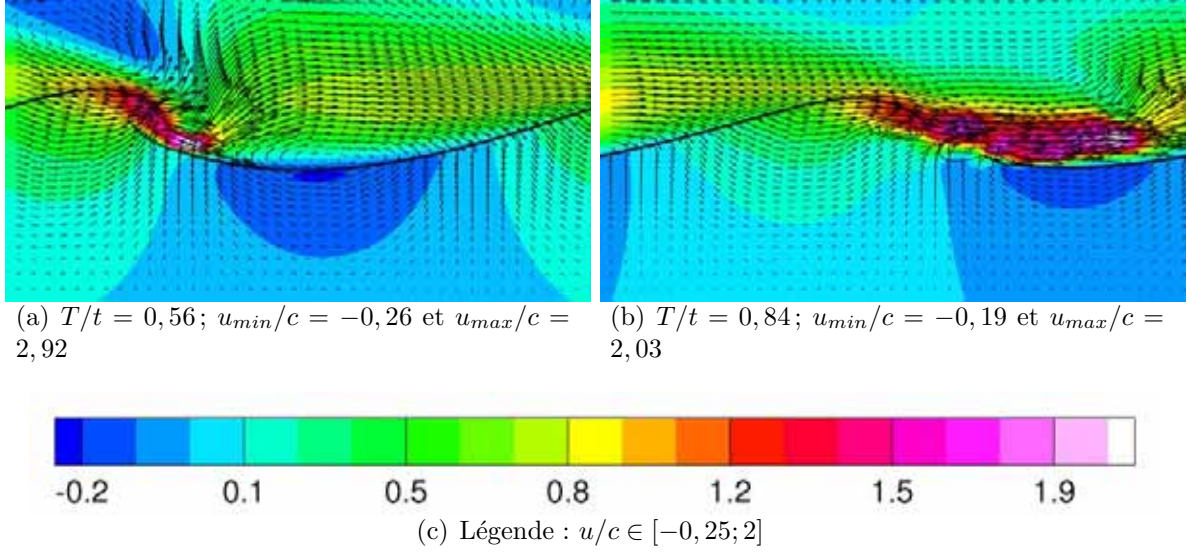 (a) T/t = 0, 56 ; u_min/c = −0, 26 et u_max/c =
2, 92
(b) T/t = 0, 84 ; u_min/c = −0, 19 et u_max/c =
2, 03
-0.2 0.1 0.5 0.8 1.2 1.5 1.9
(c) Légende : u/c ∈ [−0, 25; 2]